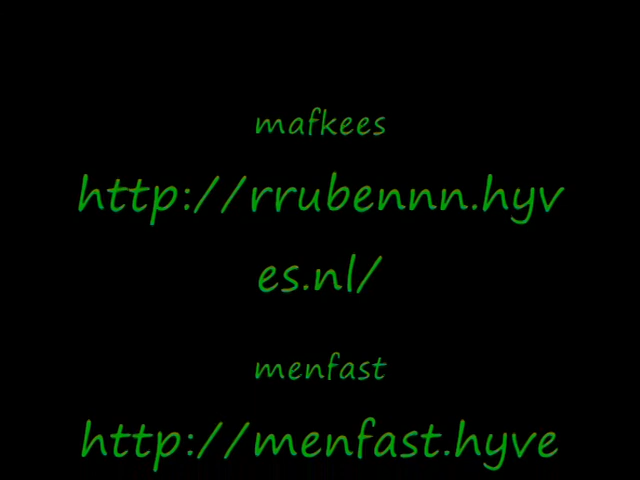 mafkees
http://rrubennn.hyv
es.nl/
menfast
http://menfast.hyve